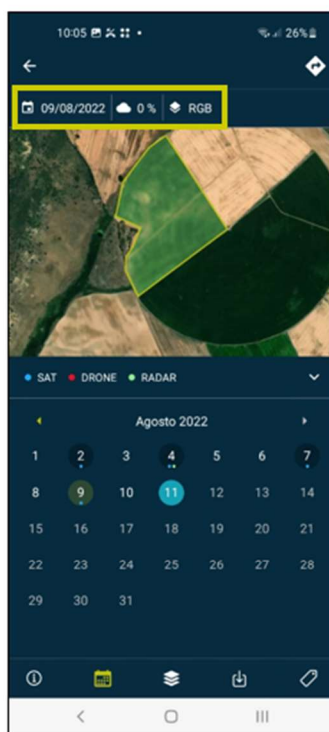 10:05 26%
09/08/2022 0 % RGB
SAT DRONE RADAR
Agosto 2022
1 2 3 4 5 6 7
8 9 10 11 12 13 14
15 16 17 18 19 20 21
22 23 24 25 26 27 28
29 30 31